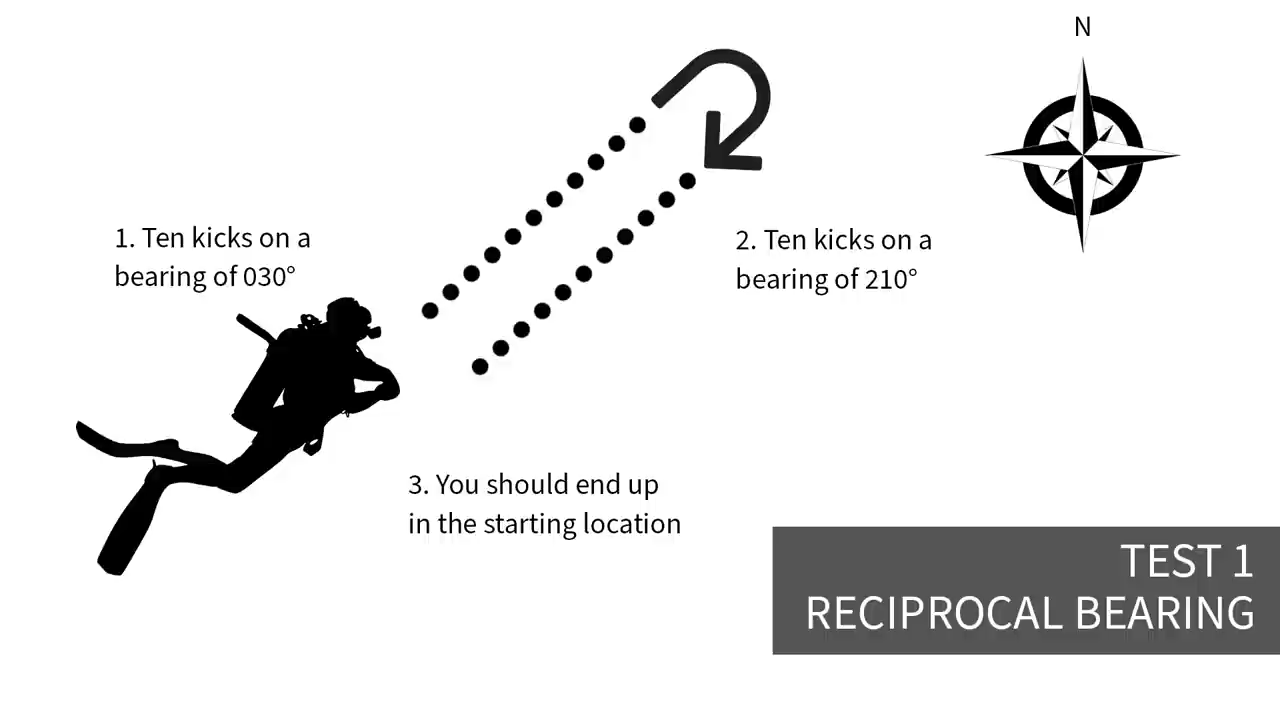 N
1. Ten kicks on a
bearing of 030°
2. Ten kicks on a
bearing of 210°
3. You should end up
in the starting location
TEST 1
RECIPROCAL BEARING